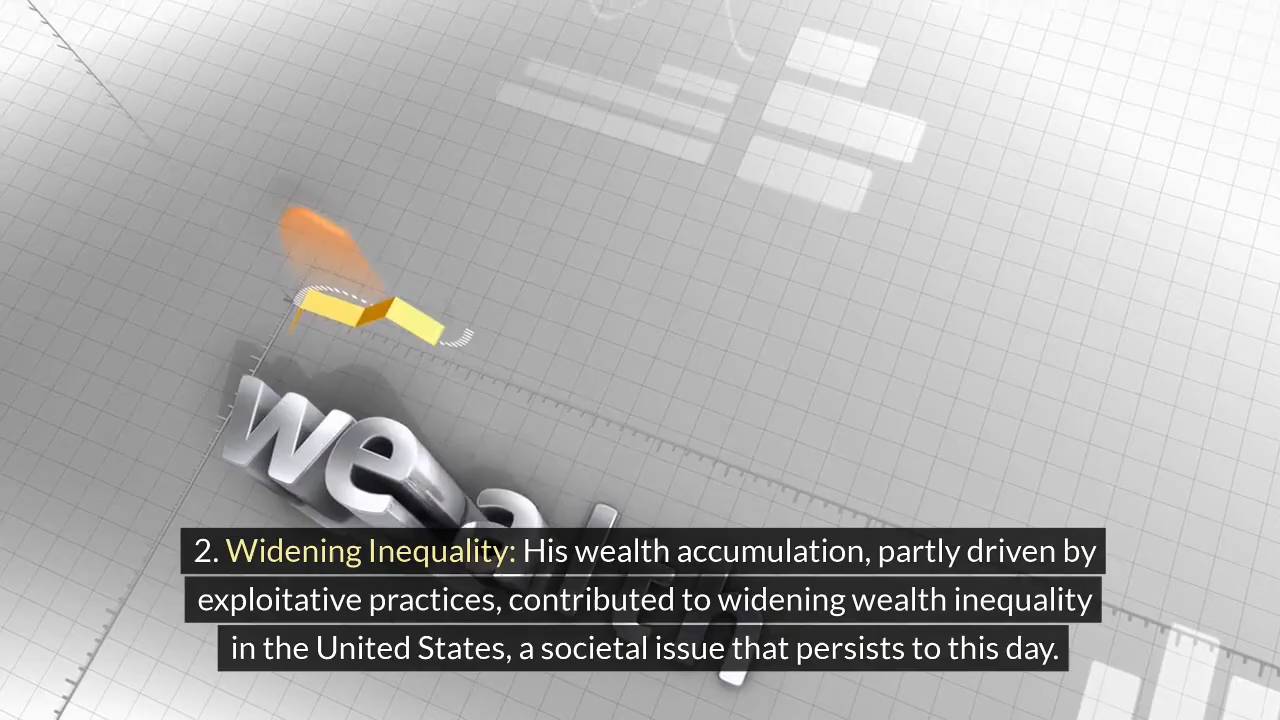 wealth
2. Widening Inequality: His wealth accumulation, partly driven by
exploitative practices, contributed to widening wealth inequality
in the United States, a societal issue that persists to this day.